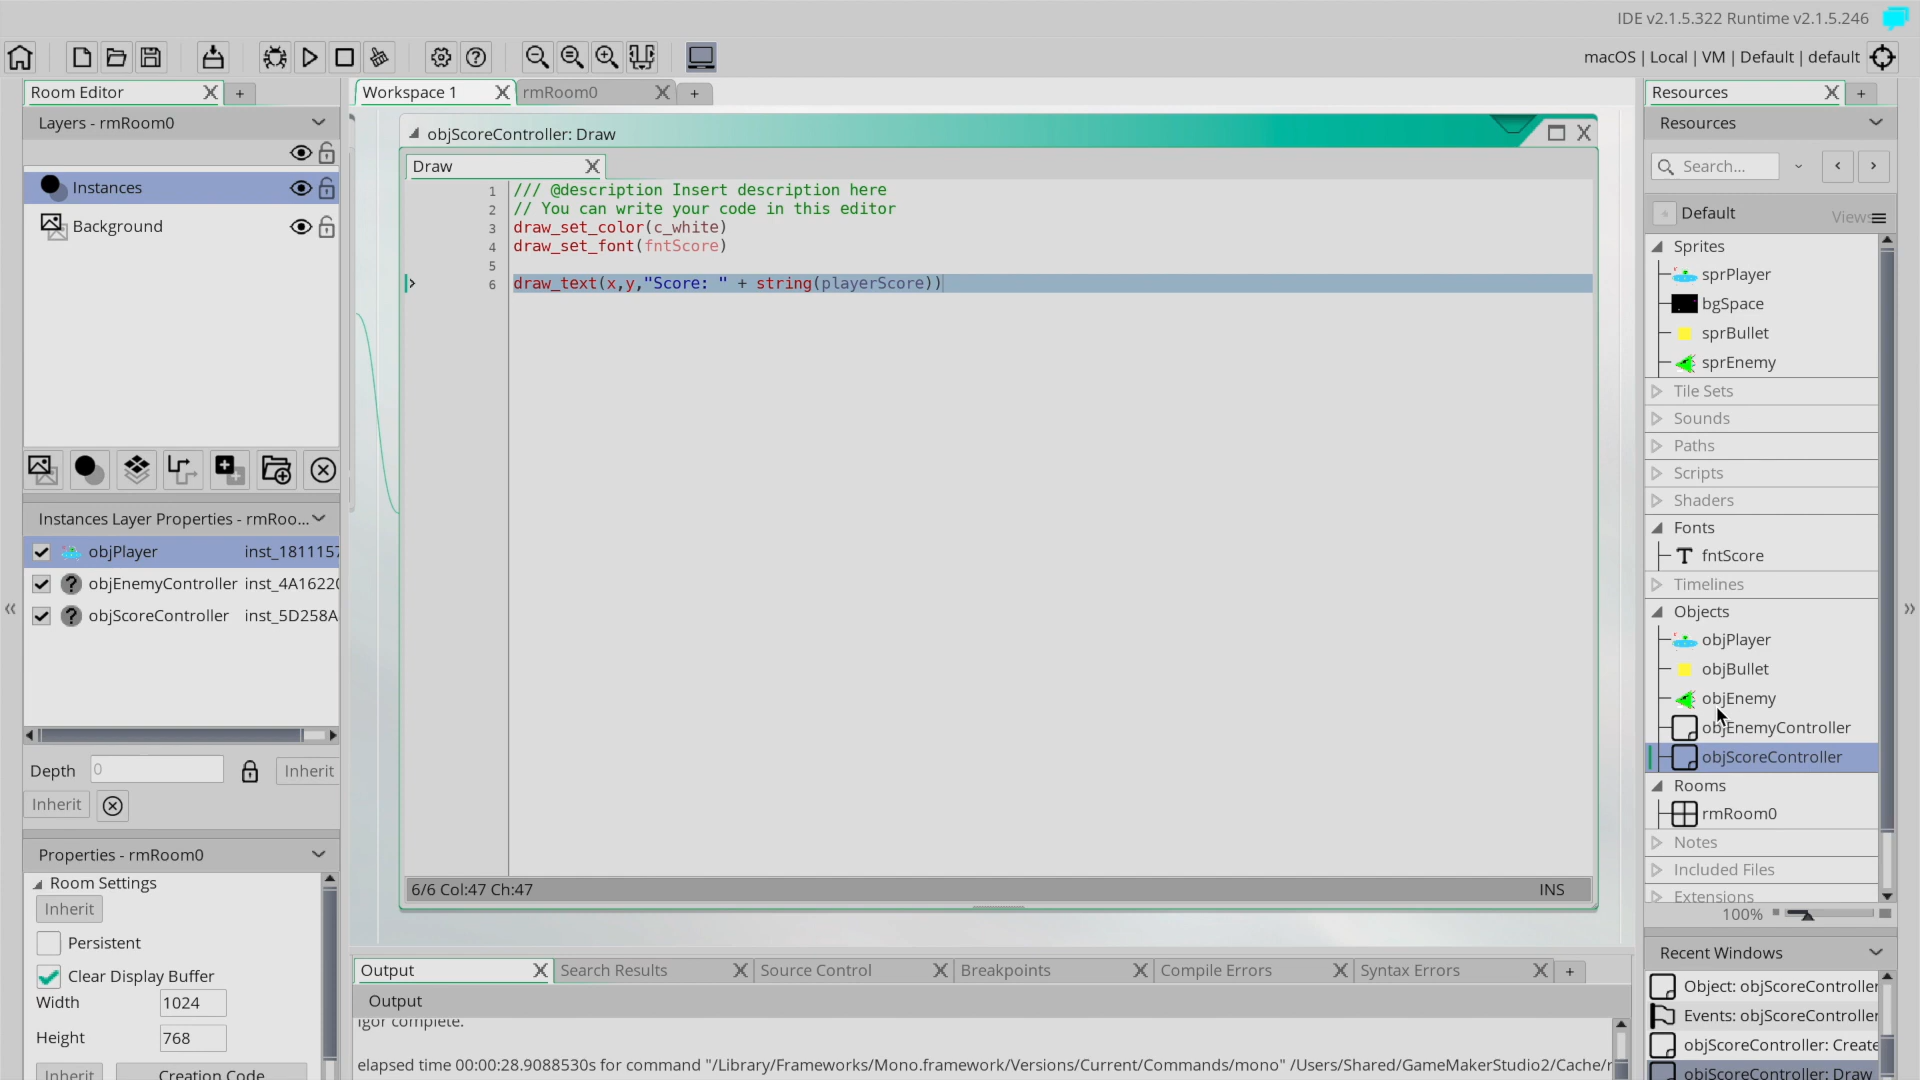 IDE v2.1.5.322 Runtime v2.1.5.246
macOS | Local | VM | Default | default
Room Editor
Layers - rmRoom0
Instances
Background
Instances Layer Properties - rmRoo...
objPlayer inst_1811157
objEnemyController inst_4A16220
objScoreController inst_5D258A
Depth 0 Inherit
Inherit
Properties - rmRoom0
Room Settings
Inherit
Persistent
Clear Display Buffer
Width 1024
Height 768
Inherit Creation Code
Workspace 1 rmRoom0
objScoreController: Draw
Draw
1 /// @description Insert description here
2 // You can write your code in this editor
3 draw_set_color(c_white)
4 draw_set_font(fntScore)
5
6 draw_text(x,y,"Score: " + string(playerScore))
6/6 Col:47 Ch:47 INS
Output Search Results Source Control Breakpoints Compile Errors Syntax Errors
Output
Igor complete.
elapsed time 00:00:28.9088530s for command "/Library/Frameworks/Mono.framework/Versions/Current/Commands/mono" /Users/Shared/GameMakerStudio2/Cache/r
Resources
Resources
Search...
Default Views
Sprites
sprPlayer
bgSpace
sprBullet
sprEnemy
Tile Sets
Sounds
Paths
Scripts
Shaders
Fonts
fntScore
Timelines
Objects
objPlayer
objBullet
objEnemy
objEnemyController
objScoreController
Rooms
rmRoom0
Notes
Included Files
Extensions
100%
Recent Windows
Object: objScoreController
Events: objScoreController
objScoreController: Create
objScoreController: Draw